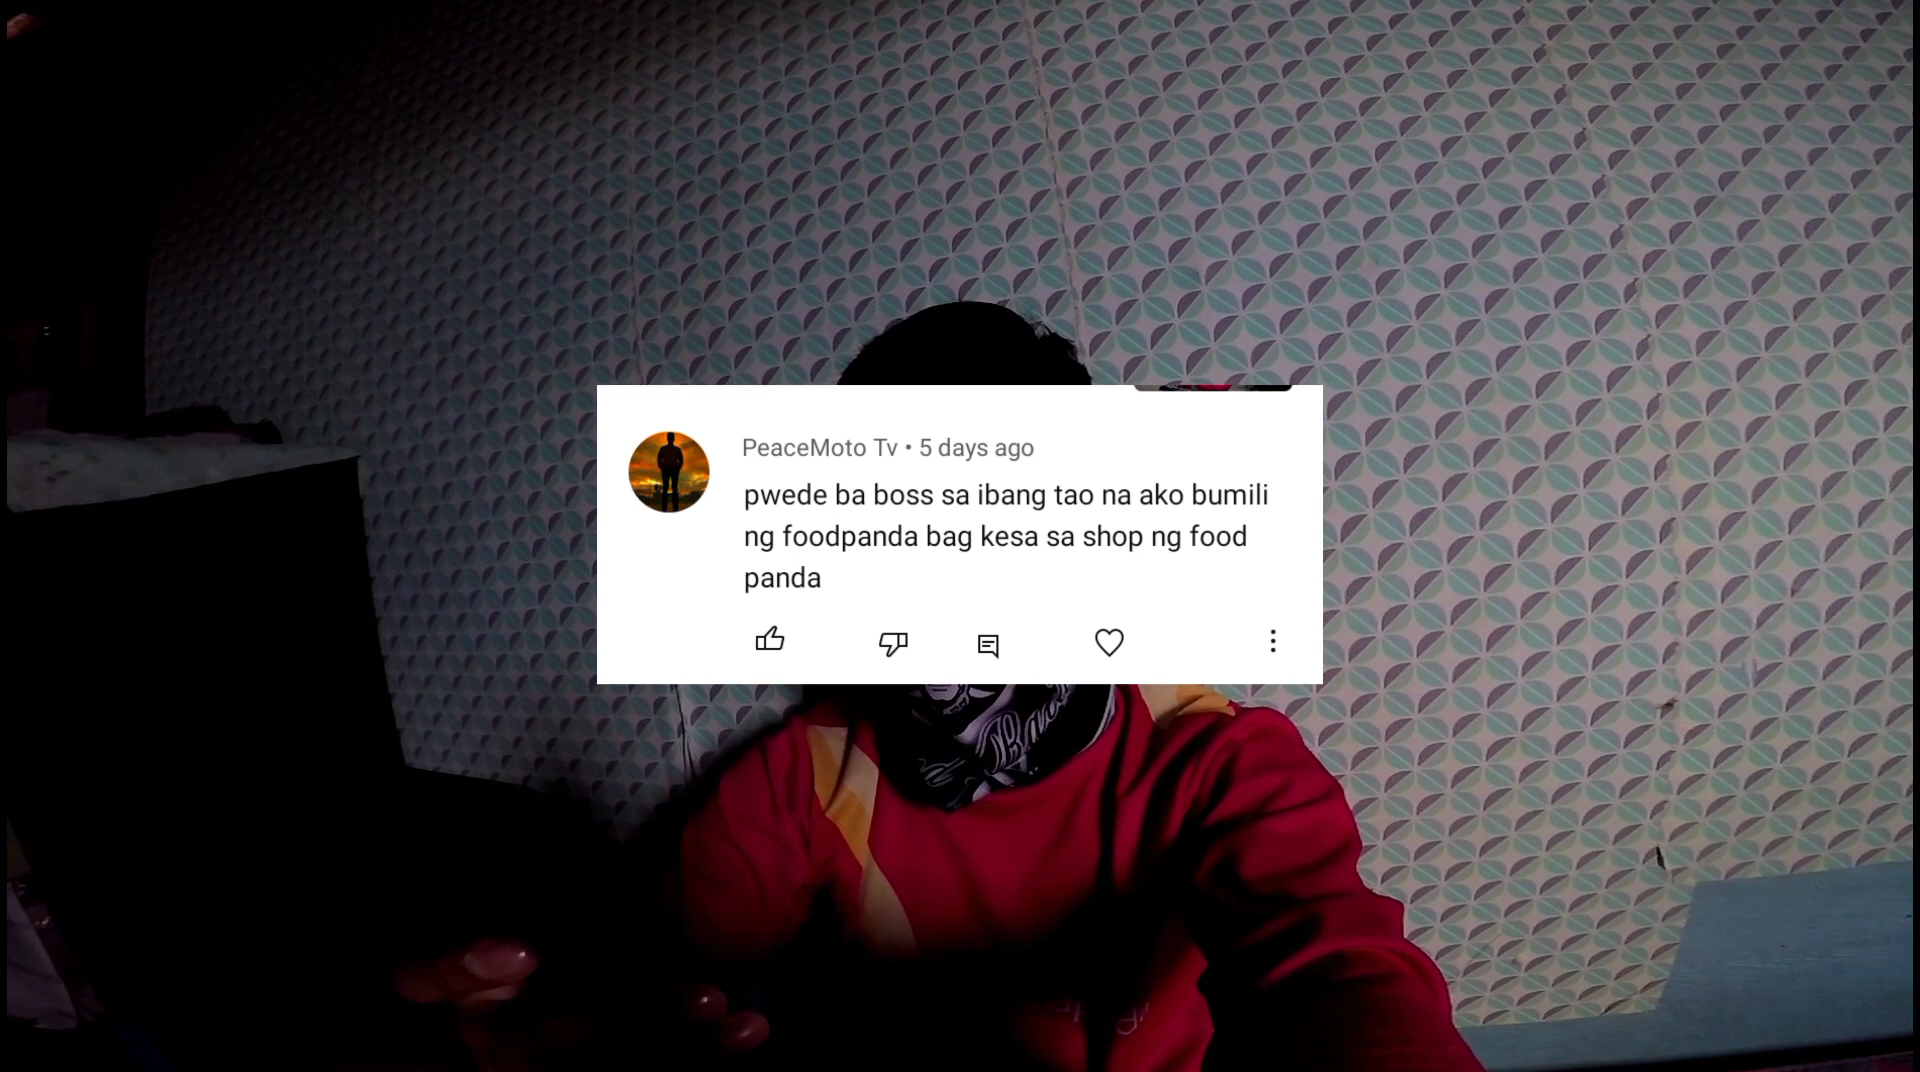 PeaceMoto Tv • 5 days ago
pwede ba boss sa ibang tao na ako bumili
ng foodpanda bag kesa sa shop ng food
panda